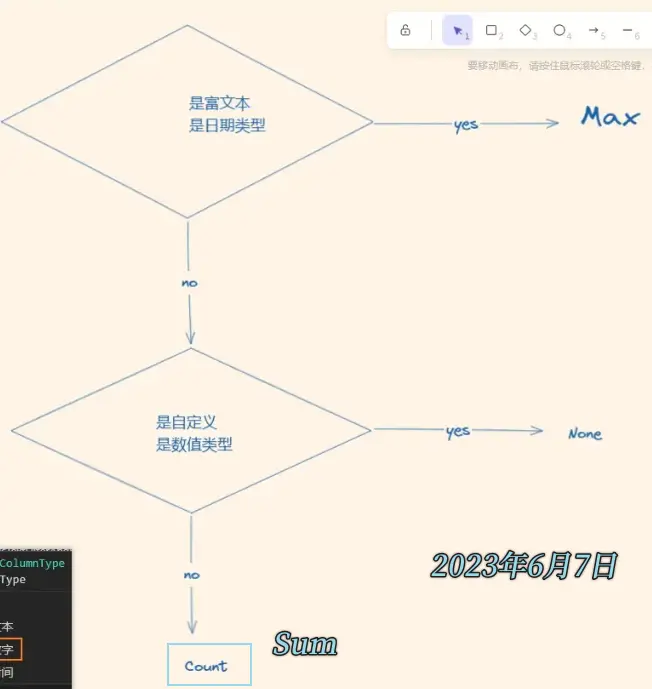 1
2
3
4
5
6
要移动画布，请按住鼠标滚轮或空格键，
是富文本
是日期类型
yes
Max
no
是自定义
是数值类型
yes
None
2023年6月7日
no
Sum
Count
ColumnType
Type
文本
数字
时间